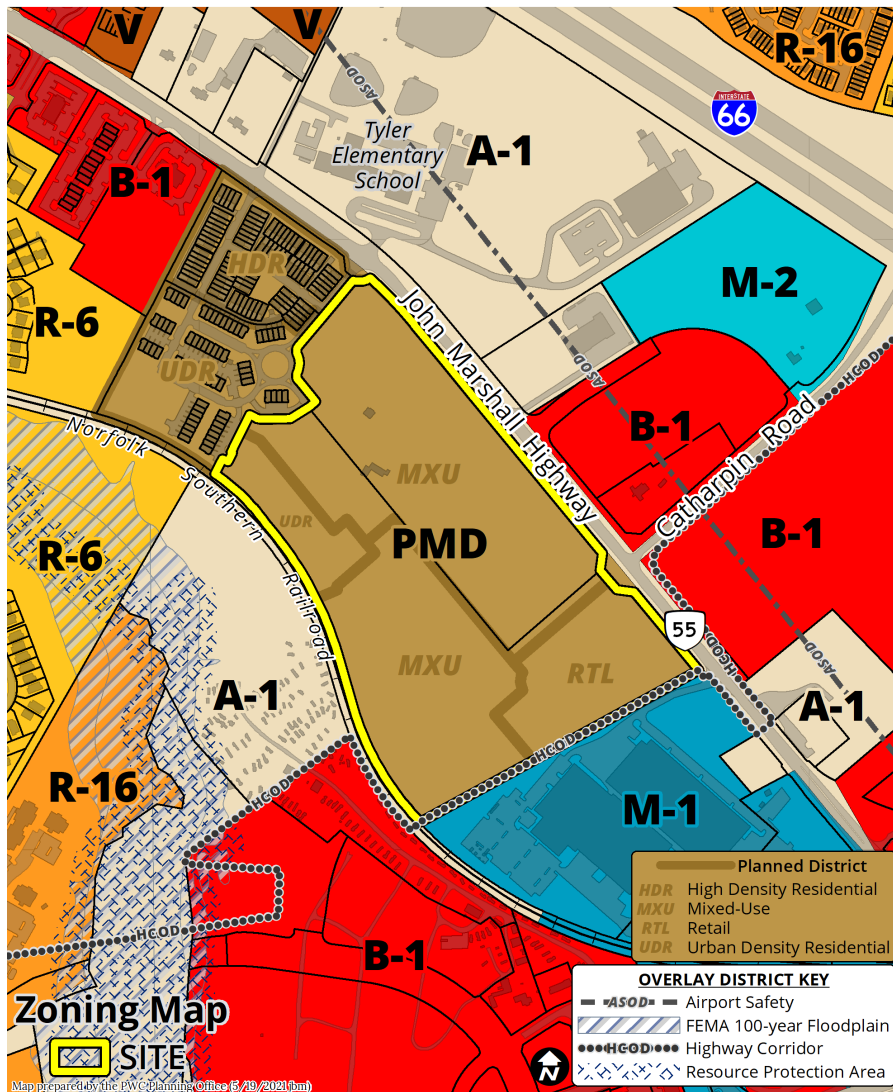 V
V
R-16
ASOD
INTERSTATE
66
Tyler
Elementary
School
A-1
B-1
HDR
M-2
R-6
John Marshall Highway
UDR
ASOD
HCOD
B-1
Catharpin Road
Norfolk Southern Railroad
MXU
UDR
PMD
B-1
R-6
55
HCOD
ASOD
MXU
RTL
A-1
A-1
HCOD
R-16
HCOD
M-1
HCOD
B-1
Planned District
HDR High Density Residential
MXU Mixed-Use
RTL Retail
UDR Urban Density Residential
OVERLAY DISTRICT KEY
ASOD Airport Safety
FEMA 100-year Floodplain
HCOD Highway Corridor
Resource Protection Area
Zoning Map
SITE
N
Map prepared by the PWC Planning Office (5/19/2021jbm)